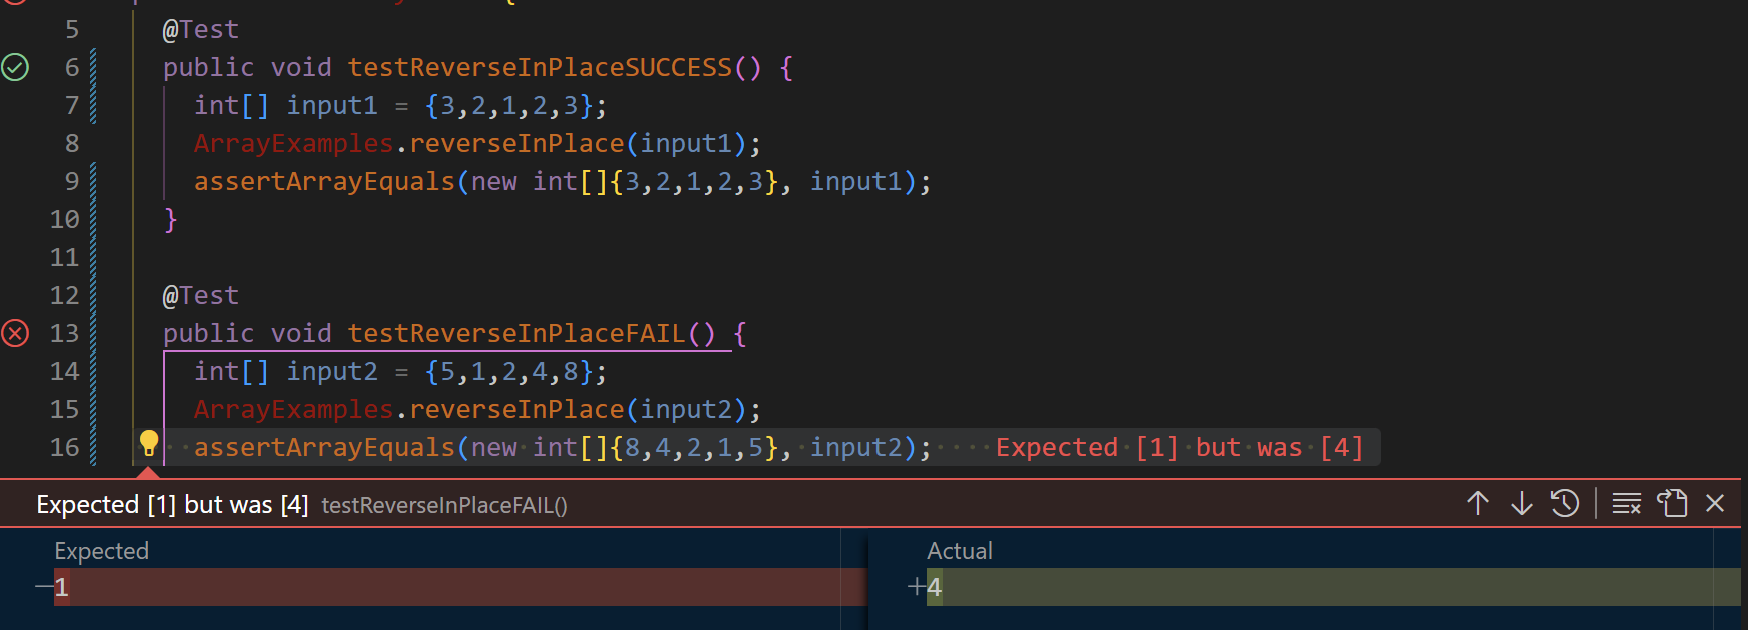 5 @Test
6 public void testReverseInPlaceSUCCESS() {
7 int[] input1 = {3,2,1,2,3};
8 ArrayExamples.reverseInPlace(input1);
9 assertArrayEquals(new int[]{3,2,1,2,3}, input1);
10 }
11
12 @Test
13 public void testReverseInPlaceFAIL() {
14 int[] input2 = {5,1,2,4,8};
15 ArrayExamples.reverseInPlace(input2);
16 assertArrayEquals(new int[]{8,4,2,1,5}, input2); Expected [1] but was [4]
Expected [1] but was [4] testReverseInPlaceFAIL()
Expected Actual
−1 +4